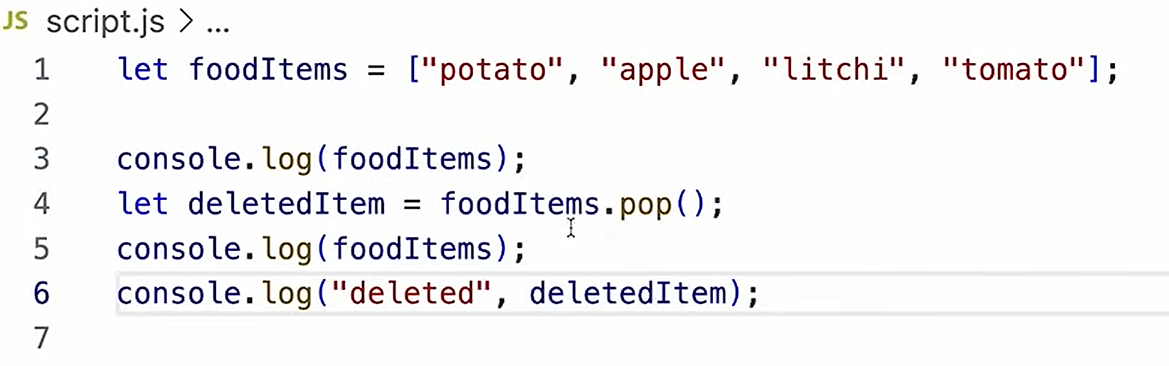 JS script.js > ...
1 let foodItems = ["potato", "apple", "litchi", "tomato"];
2
3 console.log(foodItems);
4 let deletedItem = foodItems.pop();
5 console.log(foodItems);
6 console.log("deleted", deletedItem);
7